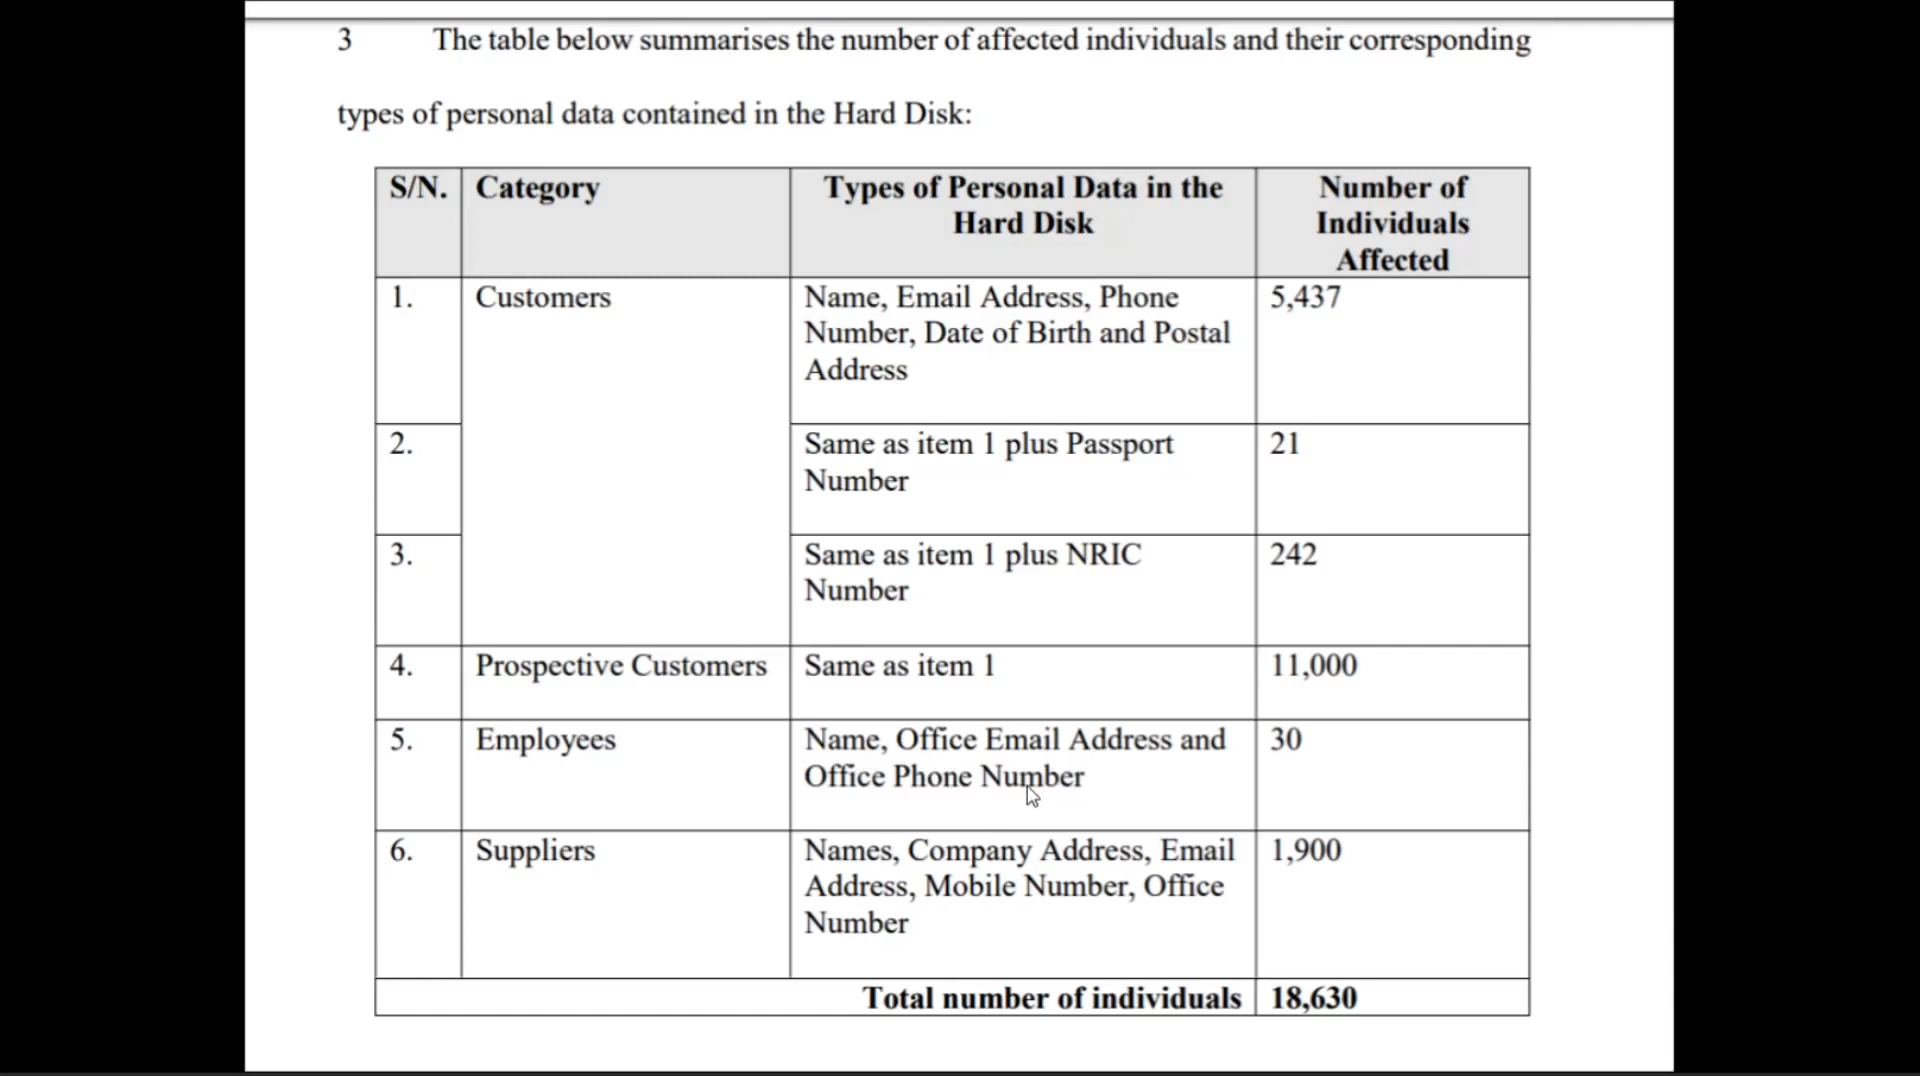 3 The table below summarises the number of affected individuals and their corresponding
types of personal data contained in the Hard Disk:
S/N. Category Types of Personal Data in the Number of
Hard Disk Individuals
Affected
1. Customers Name, Email Address, Phone 5,437
Number, Date of Birth and Postal
Address
2. Same as item 1 plus Passport 21
Number
3. Same as item 1 plus NRIC 242
Number
4. Prospective Customers Same as item 1 11,000
5. Employees Name, Office Email Address and 30
Office Phone Number
6. Suppliers Names, Company Address, Email 1,900
Address, Mobile Number, Office
Number
Total number of individuals 18,630